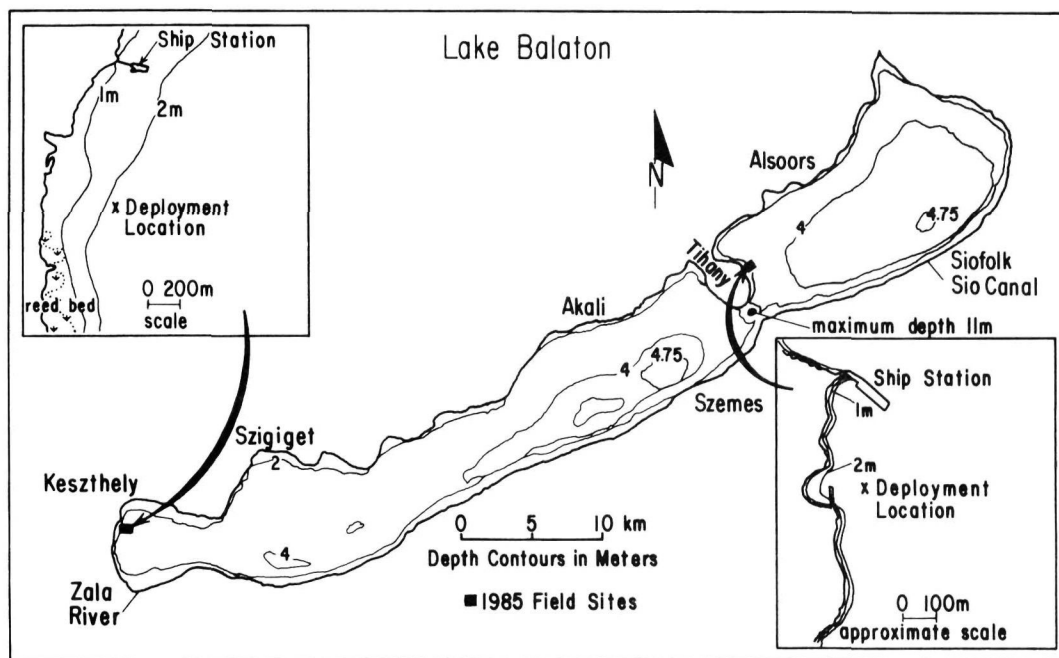 Lake Balaton
Ship Station
1m
2m
x Deployment
Location
0 200m
reed bed
scale
N
Alsoors
4
4.75
Tihany
Siofolk
Sio Canal
maximum depth 11m
Akali
4
4.75
Szemes
Szigiget
2
Keszthely
4
Zala
River
0 5 10 km
Depth Contours in Meters
■ 1985 Field Sites
Ship Station
1m
2m
x Deployment
Location
0 100m
approximate scale